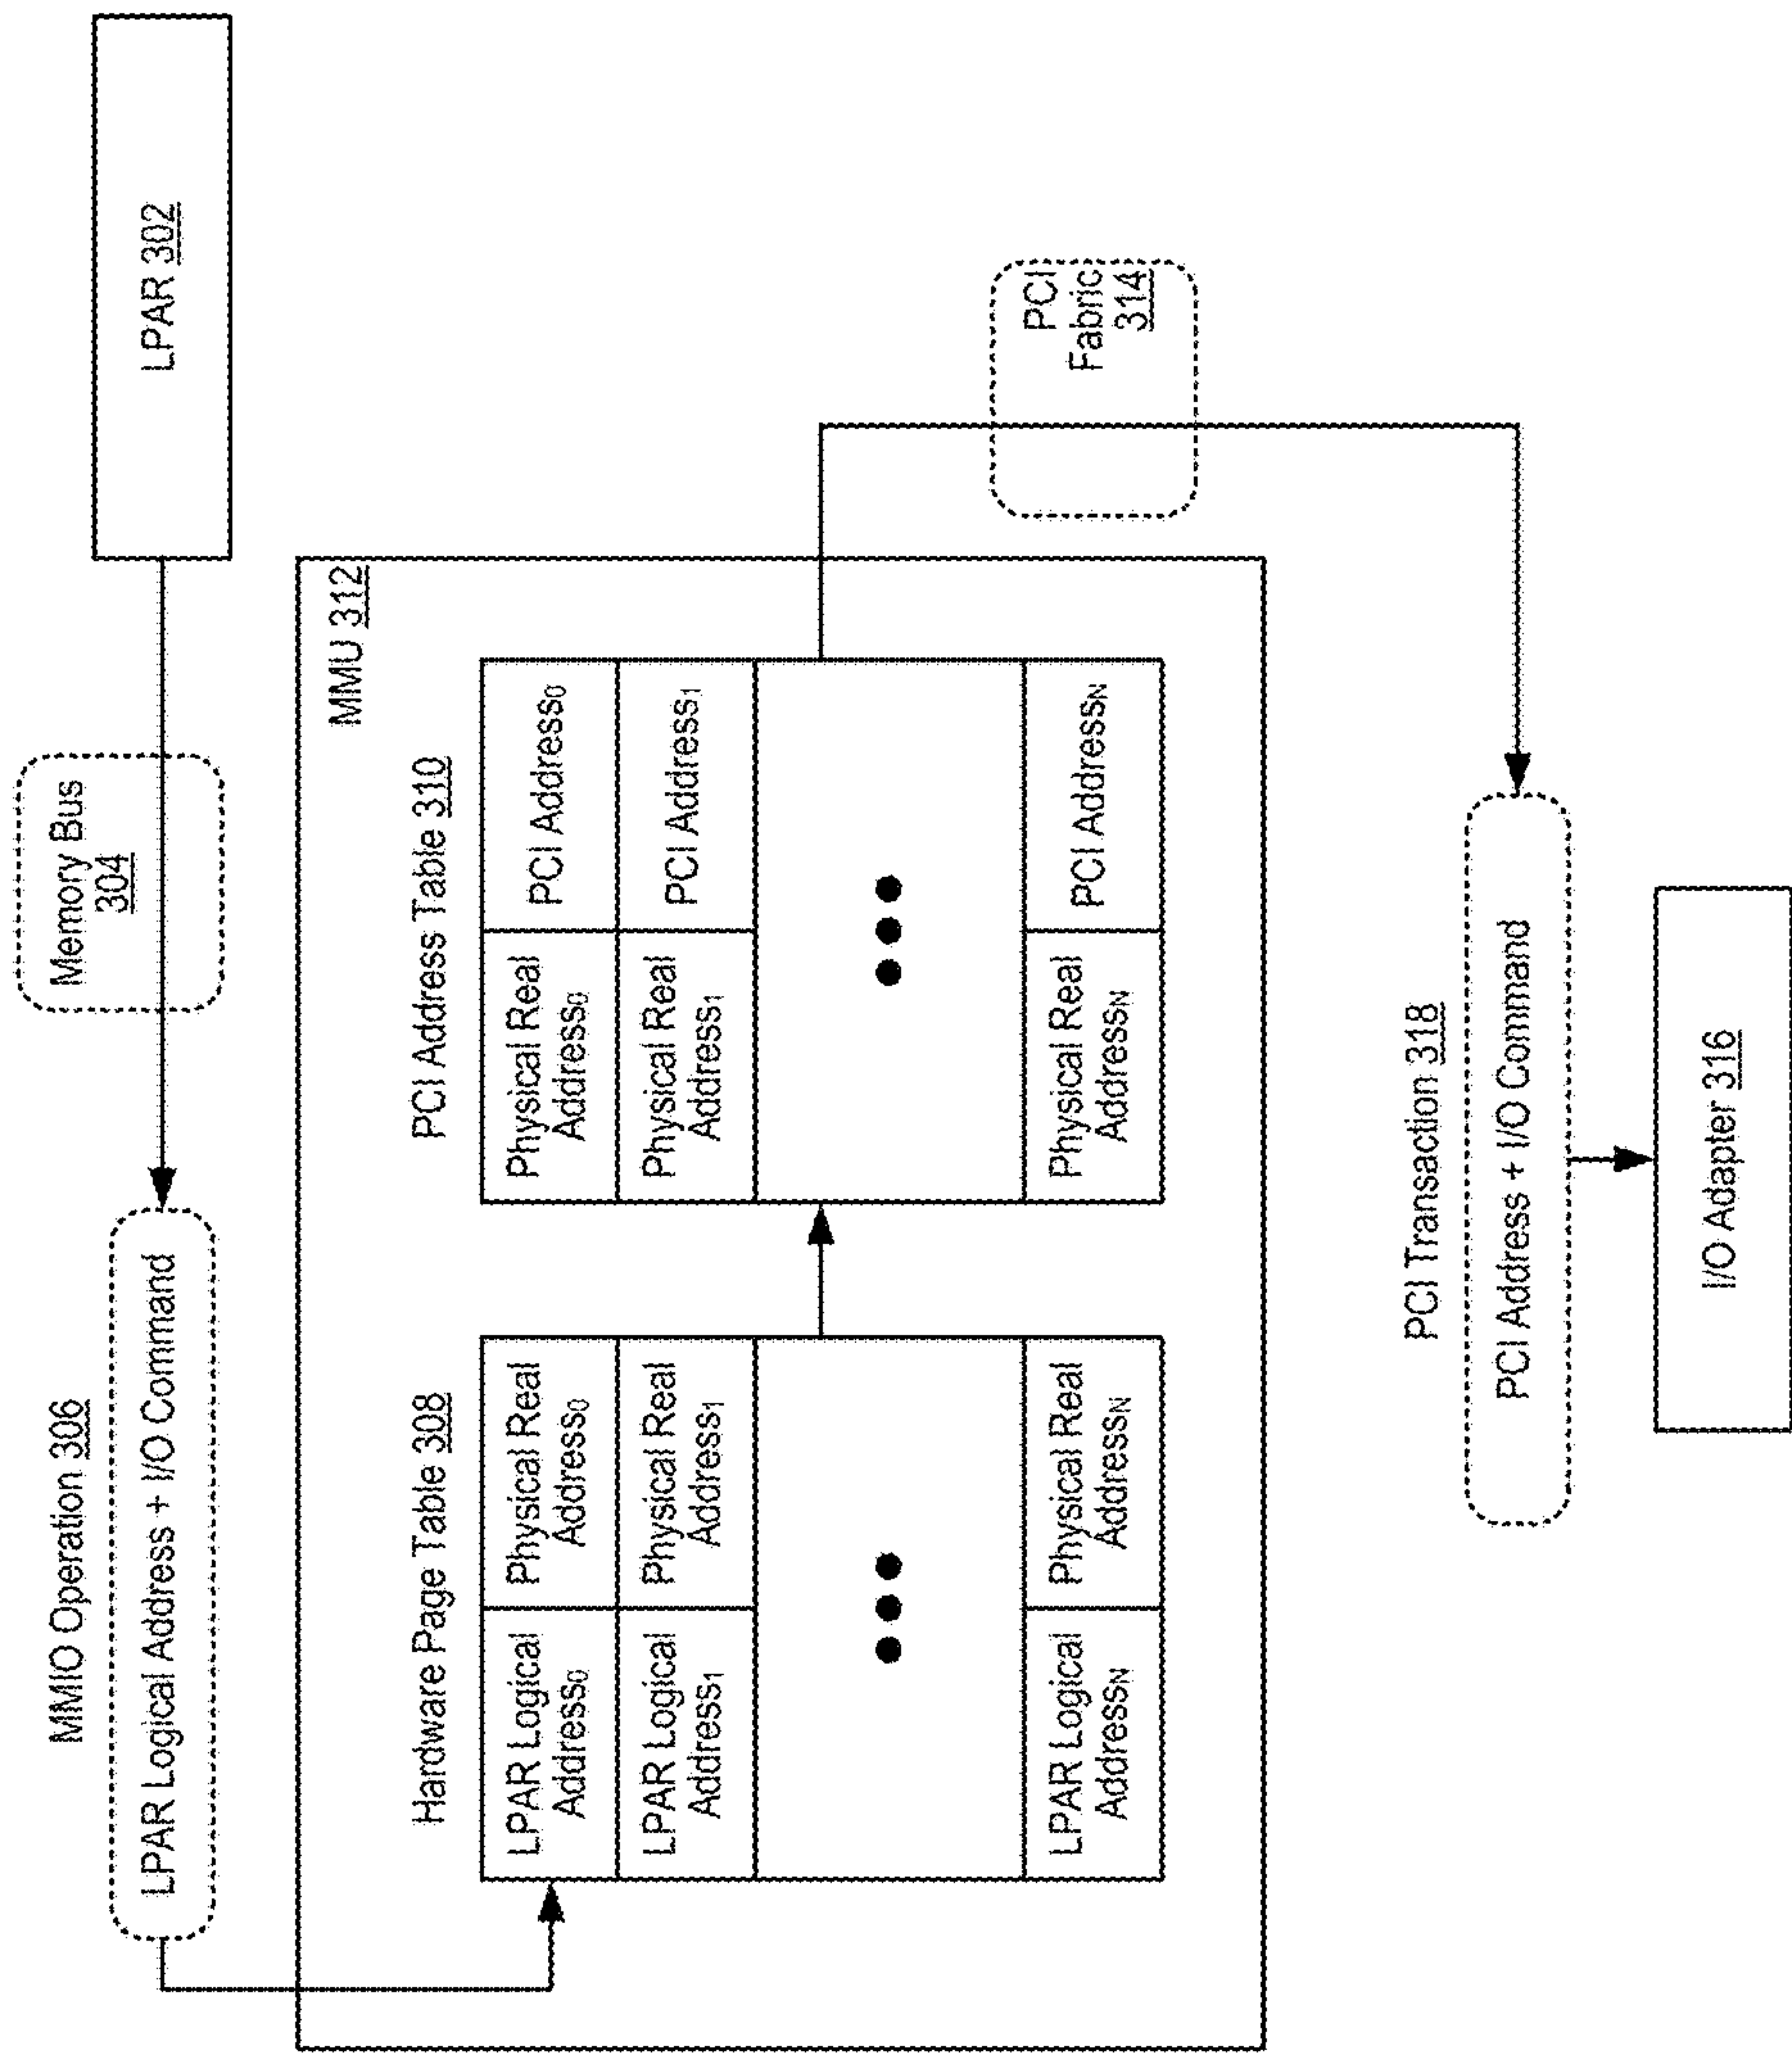 LPAR 302
Memory Bus
304
MMIO Operation 306
LPAR Logical Address + I/O Command
MMU 312
Hardware Page Table 308
LPAR Logical
Address₀
Physical Real
Address₀
LPAR Logical
Address₁
Physical Real
Address₁
LPAR Logical
Addressₙ
Physical Real
Addressₙ
PCI Address Table 310
Physical Real
Address₀
PCI Address₀
Physical Real
Address₁
PCI Address₁
Physical Real
Addressₙ
PCI Addressₙ
PCI
Fabric
314
PCI Transaction 318
PCI Address + I/O Command
I/O Adapter 316